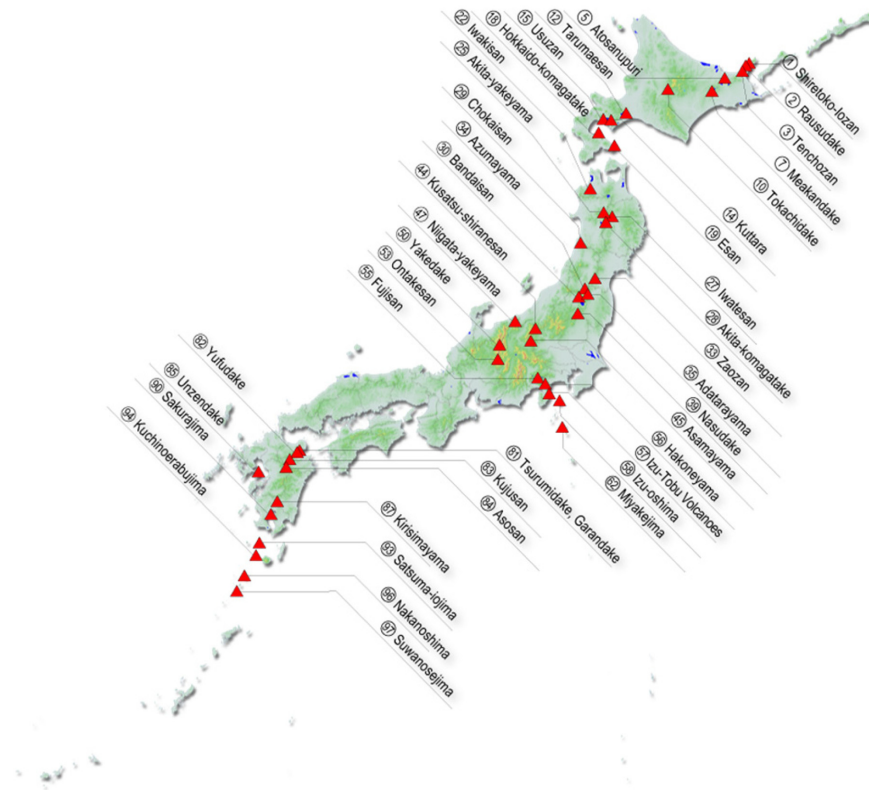 ㉒ Iwakisan
⑱ Hokkaido-komagatake
⑮ Usuzan
⑫ Tarumaesan
⑤ Atosanupuri
㉕ Akita-yakeyama
㉙ Chokaisan
㉞ Azumayama
㉚ Bandaisan
㊹ Kusatsu-shiranesan
㊼ Niigata-yakeyama
㊿ Yakedake
53 Ontakesan
55 Fujisan
① Shiretoko-Iozan
② Rausudake
③ Tenchozan
⑦ Meakandake
⑩ Tokachidake
⑭ Kuttara
⑲ Esan
㉗ Iwatesan
㉘ Akita-komagatake
㉝ Zaozan
㉟ Adatarayama
㊴ Nasudake
㊺ Asamayama
56 Hakoneyama
57 Izu-Tobu Volcanoes
58 Izu-oshima
62 Miyakejima
82 Yufudake
85 Unzendake
90 Sakurajima
94 Kuchinoerabujima
81 Tsurumidake, Garandake
83 Kujusan
84 Asosan
87 Kirisimayama
93 Satsuma-iojima
96 Nakanoshima
97 Suwanosejima